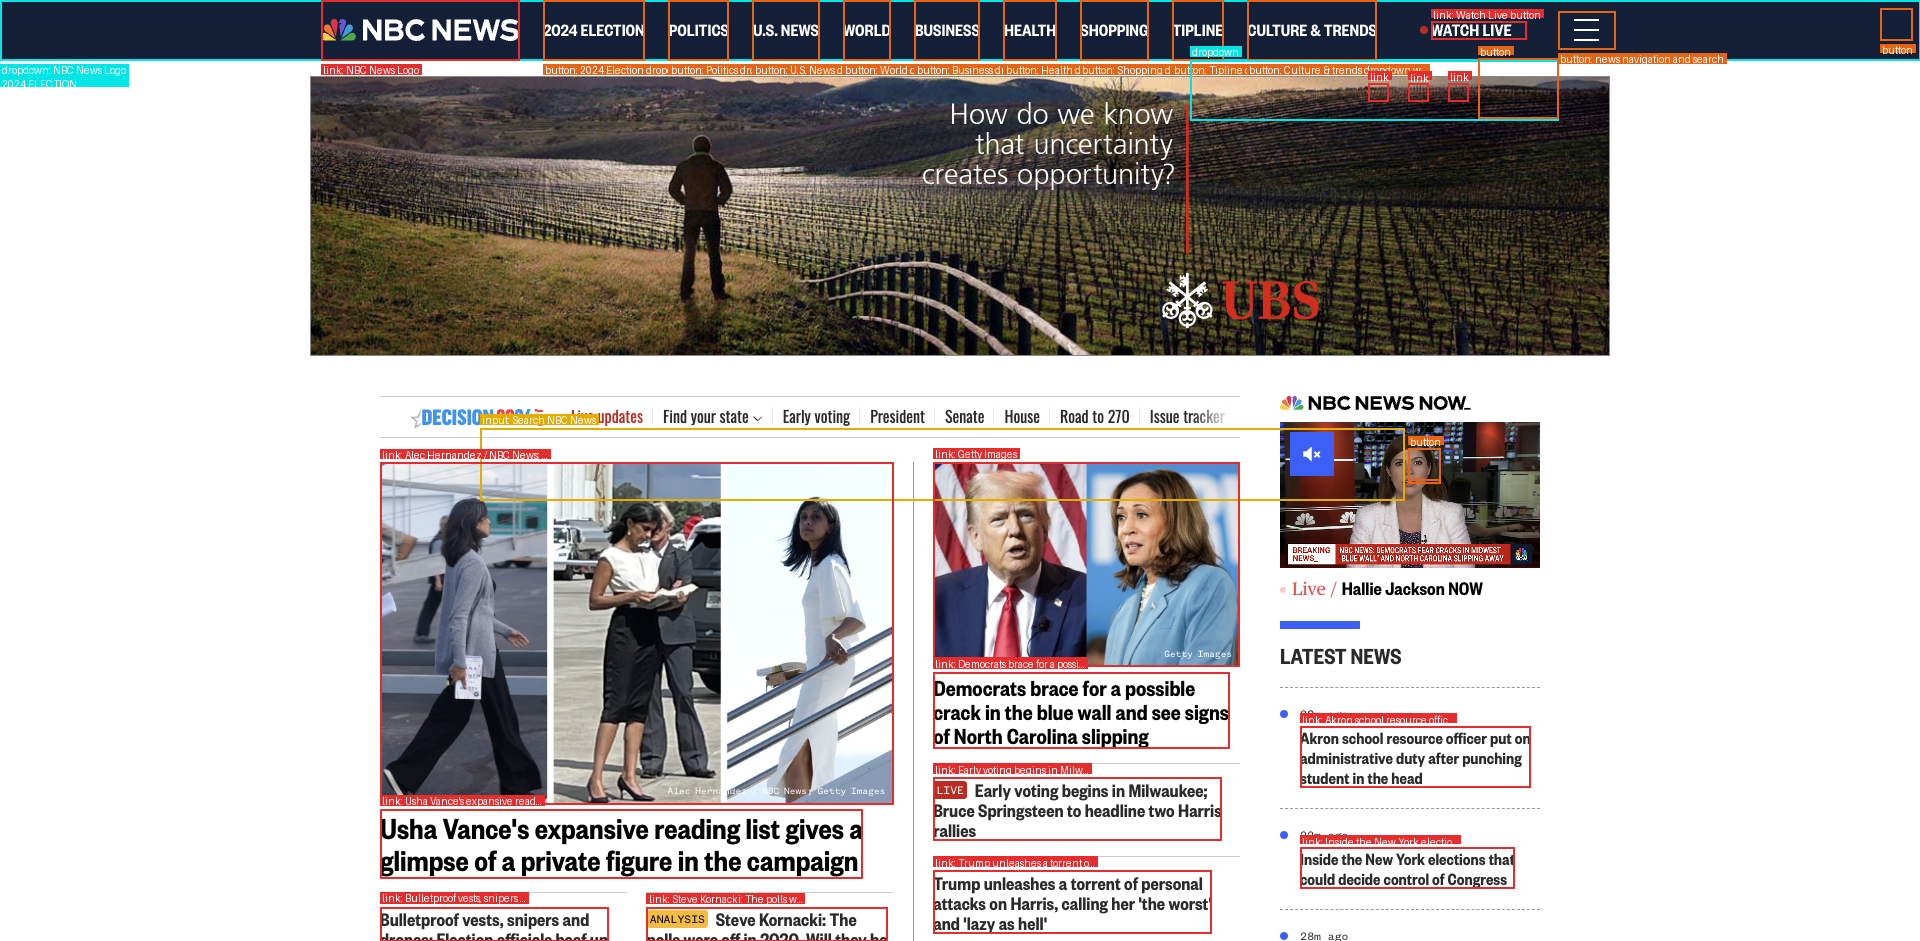 NBC NEWS
2024 ELECTION
POLITICS
U.S. NEWS
WORLD
BUSINESS
HEALTH
SHOPPING
TIPLINE
CULTURE & TRENDS
link: Watch Live button
WATCH LIVE
dropdown
button
button
button: news navigation and search
dropdown: NBC News Logo
2024 ELECTION
link: NBC News Logo
button: 2024 Election drop
button: Politics dr
button: U.S. News d
button: World d
button: Business d
button: Health d
button: Shopping d
button: Tipline
button: Culture & trends dropdown w...
link
link
link
How do we know
that uncertainty
creates opportunity?
UBS
DECISION
input: Search NBC News
updates
Find your state
Early voting
President
Senate
House
Road to 270
Issue tracker
link: Alec Hernandez / NBC News; ...
Alec Hernandez / NBC News; Getty Images
link: Usha Vance's expansive read...
Usha Vance's expansive reading list gives a
glimpse of a private figure in the campaign
link: Bulletproof vests, snipers ...
Bulletproof vests, snipers and
drones: Election officials beef up
link: Steve Kornacki: The polls w...
ANALYSIS Steve Kornacki: The
polls were off in 2020. Will they be
link: Getty Images
Getty Images
link: Democrats brace for a possi...
Democrats brace for a possible
crack in the blue wall and see signs
of North Carolina slipping
link: Early voting begins in Milw...
LIVE Early voting begins in Milwaukee;
Bruce Springsteen to headline two Harris
rallies
link: Trump unleashes a torrent o...
Trump unleashes a torrent of personal
attacks on Harris, calling her 'the worst'
and 'lazy as hell'
NBC NEWS NOW_
button
BREAKING
NEWS_
NBC NEWS: DEMOCRATS FEAR CRACKS IN MIDWEST
"BLUE WALL" AND NORTH CAROLINA SLIPPING AWAY
Live / Hallie Jackson NOW
LATEST NEWS
link: Akron school resource offic...
Akron school resource officer put on
administrative duty after punching
student in the head
22m ago
link: Inside the New York electio...
Inside the New York elections that
could decide control of Congress
28m ago